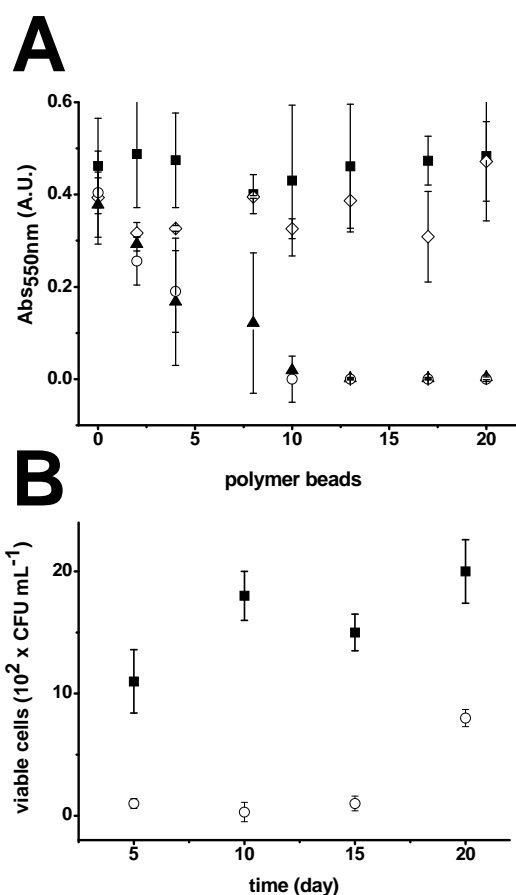 A
0.6
0.4
0.2
0.0
Abs550nm (A.U.)
0 5 10 15 20
polymer beads
B
20
10
0
viable cells (10² x CFU mL⁻¹)
5 10 15 20
time (day)